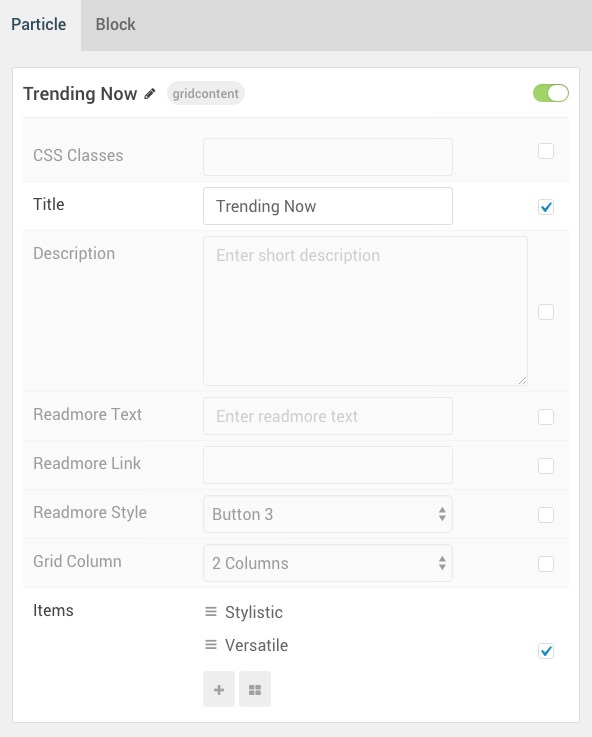 Particle Block
Trending Now gridcontent
CSS Classes
Title Trending Now
Description Enter short description
Readmore Text Enter readmore text
Readmore Link
Readmore Style Button 3
Grid Column 2 Columns
Items Stylistic
Versatile